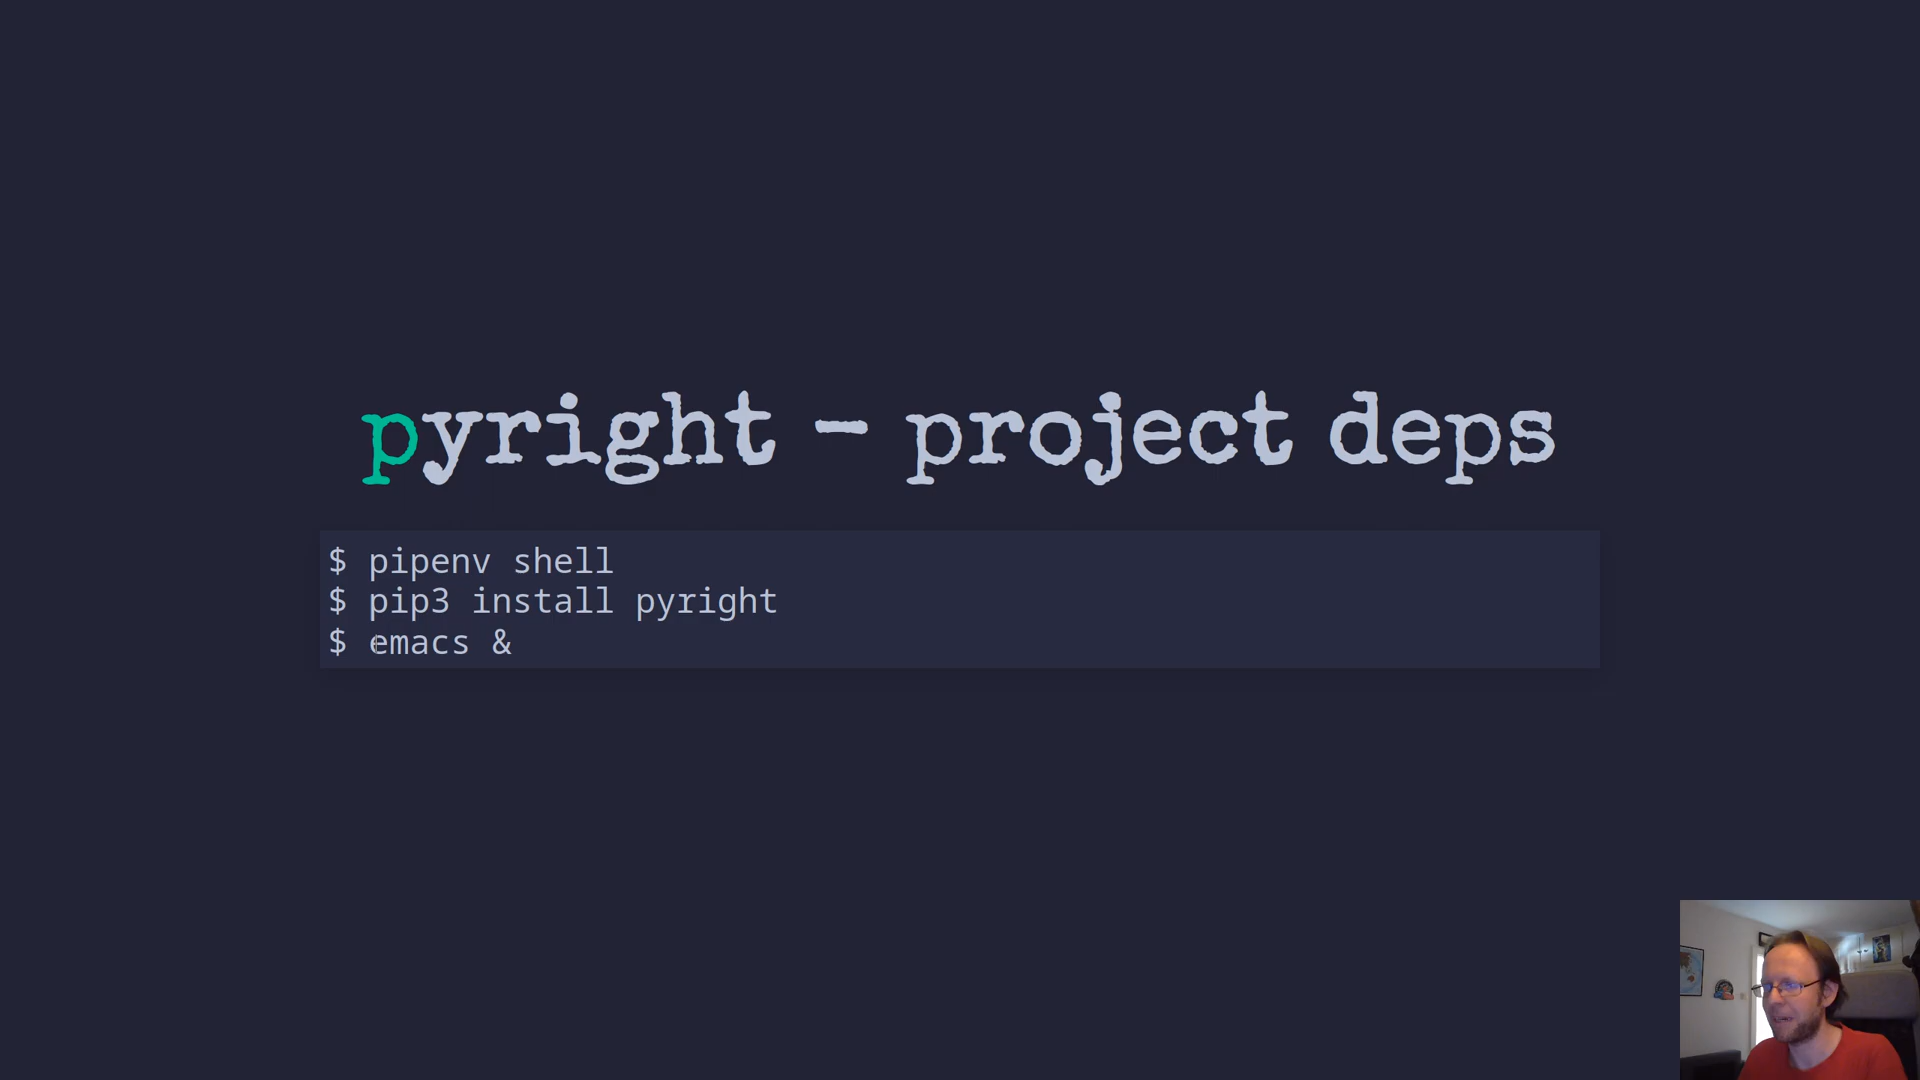 pyright - project deps
$ pipenv shell
$ pip3 install pyright
$ emacs &